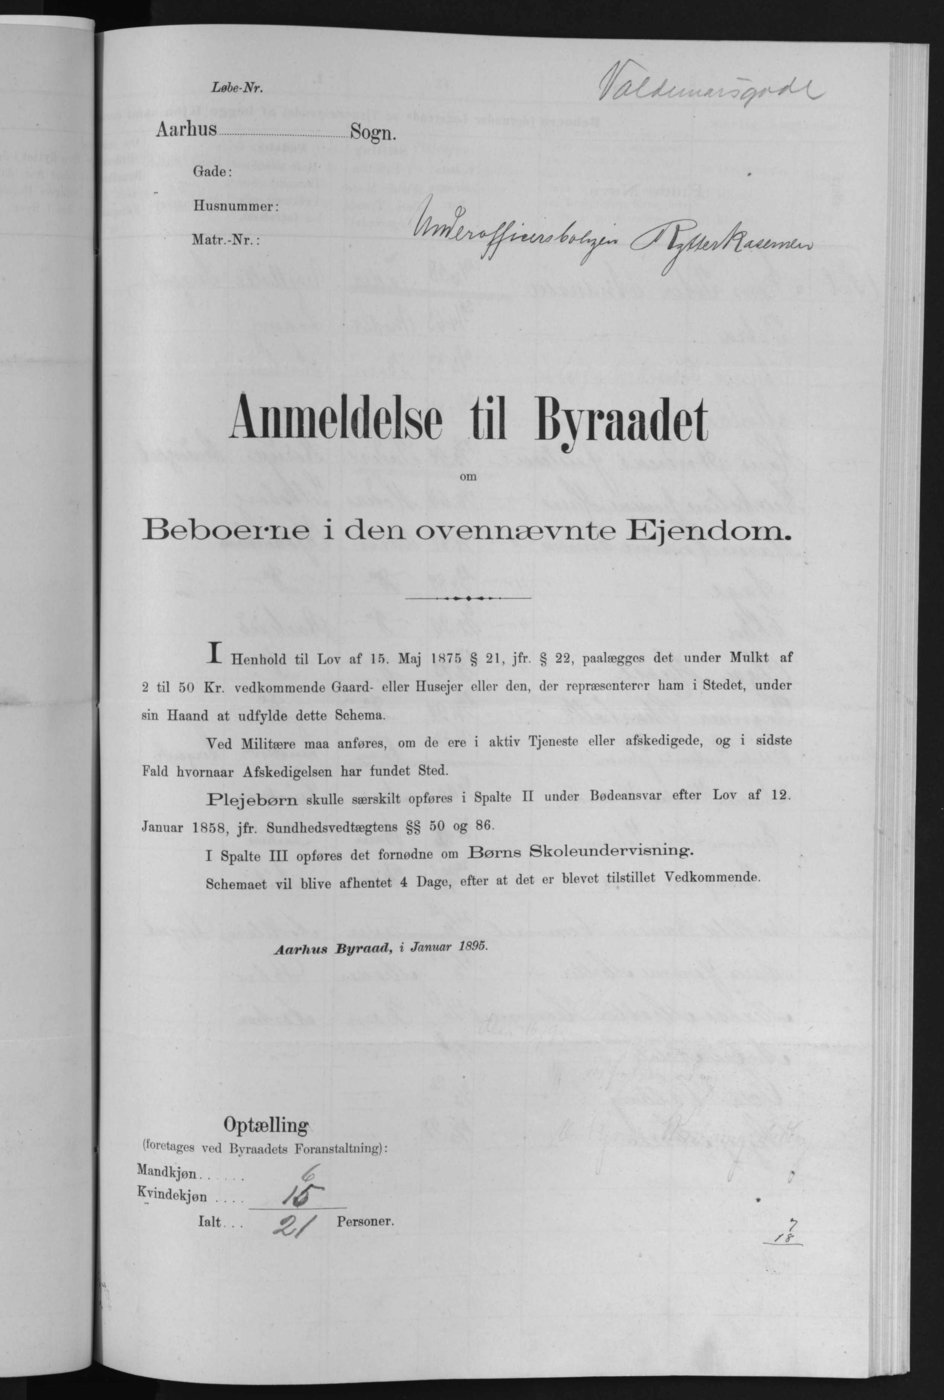 Løbe-Nr.
Valdemarsgade
Aarhus Sogn.
Gade:
Husnummer:
Matr.-Nr.:
Underofficersboligen Rytterkasernen
Anmeldelse til Byraadet
om
Beboerne i den ovennævnte Ejendom.
I Henhold til Lov af 15. Maj 1875 § 21, jfr. § 22, paalægges det under Mulkt af
2 til 50 Kr. vedkommende Gaard- eller Husejer eller den, der repræsenterer ham i Stedet, under
sin Haand at udfylde dette Schema.
Ved Militære maa anføres, om de ere i aktiv Tjeneste eller afskedigede, og i sidste
Fald hvornaar Afskedigelsen har fundet Sted.
Plejebørn skulle særskilt opføres i Spalte II under Bødeansvar efter Lov af 12.
Januar 1858, jfr. Sundhedsvedtægtens §§ 50 og 86.
I Spalte III opføres det fornødne om Børns Skoleundervisning.
Schemaet vil blive afhentet 4 Dage, efter at det er blevet tilstillet Vedkommende.
Aarhus Byraad, i Januar 1895.
Optælling
(foretages ved Byraadets Foranstaltning):
Mandkjøn...... 6
Kvindekjøn .... 15
Ialt... 21 Personer.
7
18